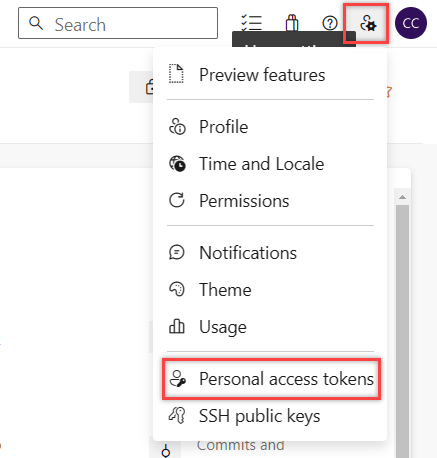 Search
CC
Preview features
Profile
Time and Locale
Permissions
Notifications
Theme
Usage
Personal access tokens
SSH public keys
Commits and